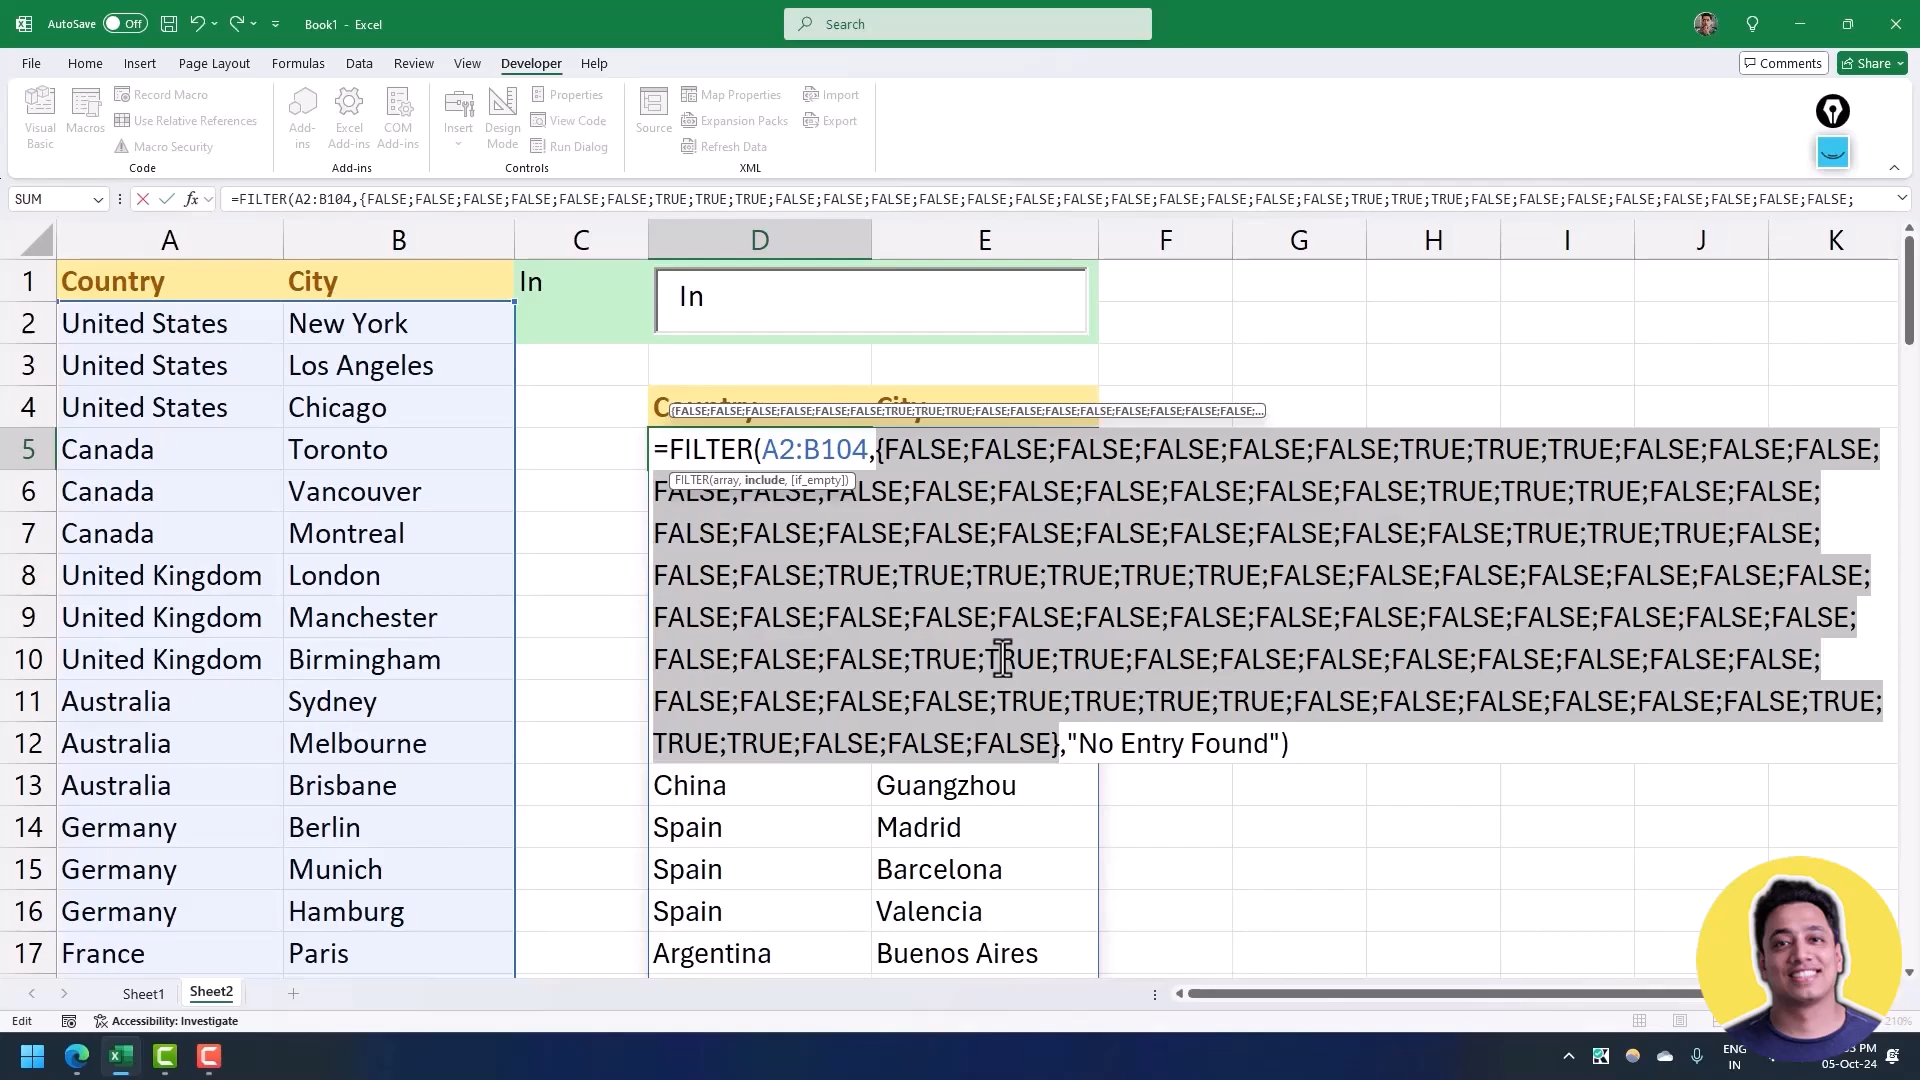 AutoSave Off Book1 - Excel Search
File Home Insert Page Layout Formulas Data Review View Developer Help Comments Share
Visual Basic Macros Record Macro Use Relative References Macro Security
Code
Add-ins Excel Add-ins COM Add-ins
Add-ins
Insert Design Mode Properties View Code Run Dialog
Controls
Source Map Properties Expansion Packs Refresh Data Import Export
XML
SUM fx =FILTER(A2:B104,{FALSE;FALSE;FALSE;FALSE;FALSE;FALSE;TRUE;TRUE;TRUE;FALSE;FALSE;FALSE;FALSE;FALSE;FALSE;FALSE;FALSE;FALSE;FALSE;FALSE;FALSE;TRUE;TRUE;TRUE;FALSE;FALSE;FALSE;FALSE;FALSE;FALSE;FALSE;
A B C D E F G H I J K
1 Country City In In
2 United States New York
3 United States Los Angeles
4 United States Chicago
{FALSE;FALSE;FALSE;FALSE;FALSE;FALSE;TRUE;TRUE;TRUE;FALSE;FALSE;FALSE;FALSE;FALSE;FALSE;FALSE;FALSE;...
5 Canada Toronto =FILTER(A2:B104,{FALSE;FALSE;FALSE;FALSE;FALSE;FALSE;TRUE;TRUE;TRUE;FALSE;FALSE;FALSE;
FILTER(array, include, [if_empty])
6 Canada Vancouver FALSE;FALSE;FALSE;FALSE;FALSE;FALSE;FALSE;FALSE;FALSE;TRUE;TRUE;TRUE;FALSE;FALSE;
7 Canada Montreal FALSE;FALSE;FALSE;FALSE;FALSE;FALSE;FALSE;FALSE;FALSE;FALSE;TRUE;TRUE;TRUE;FALSE;
8 United Kingdom London FALSE;FALSE;TRUE;TRUE;TRUE;TRUE;TRUE;TRUE;FALSE;FALSE;FALSE;FALSE;FALSE;FALSE;FALSE;
9 United Kingdom Manchester FALSE;FALSE;FALSE;FALSE;FALSE;FALSE;FALSE;FALSE;FALSE;FALSE;FALSE;FALSE;FALSE;FALSE;
10 United Kingdom Birmingham FALSE;FALSE;FALSE;TRUE;TRUE;TRUE;FALSE;FALSE;FALSE;FALSE;FALSE;FALSE;FALSE;FALSE;
11 Australia Sydney FALSE;FALSE;FALSE;FALSE;TRUE;TRUE;TRUE;TRUE;FALSE;FALSE;FALSE;FALSE;FALSE;FALSE;TRUE;
12 Australia Melbourne TRUE;TRUE;FALSE;FALSE;FALSE},"No Entry Found")
13 Australia Brisbane China Guangzhou
14 Germany Berlin Spain Madrid
15 Germany Munich Spain Barcelona
16 Germany Hamburg Spain Valencia
17 France Paris Argentina Buenos Aires
Sheet1 Sheet2
Edit Accessibility: Investigate 210%
ENG
IN PM
05-Oct-24